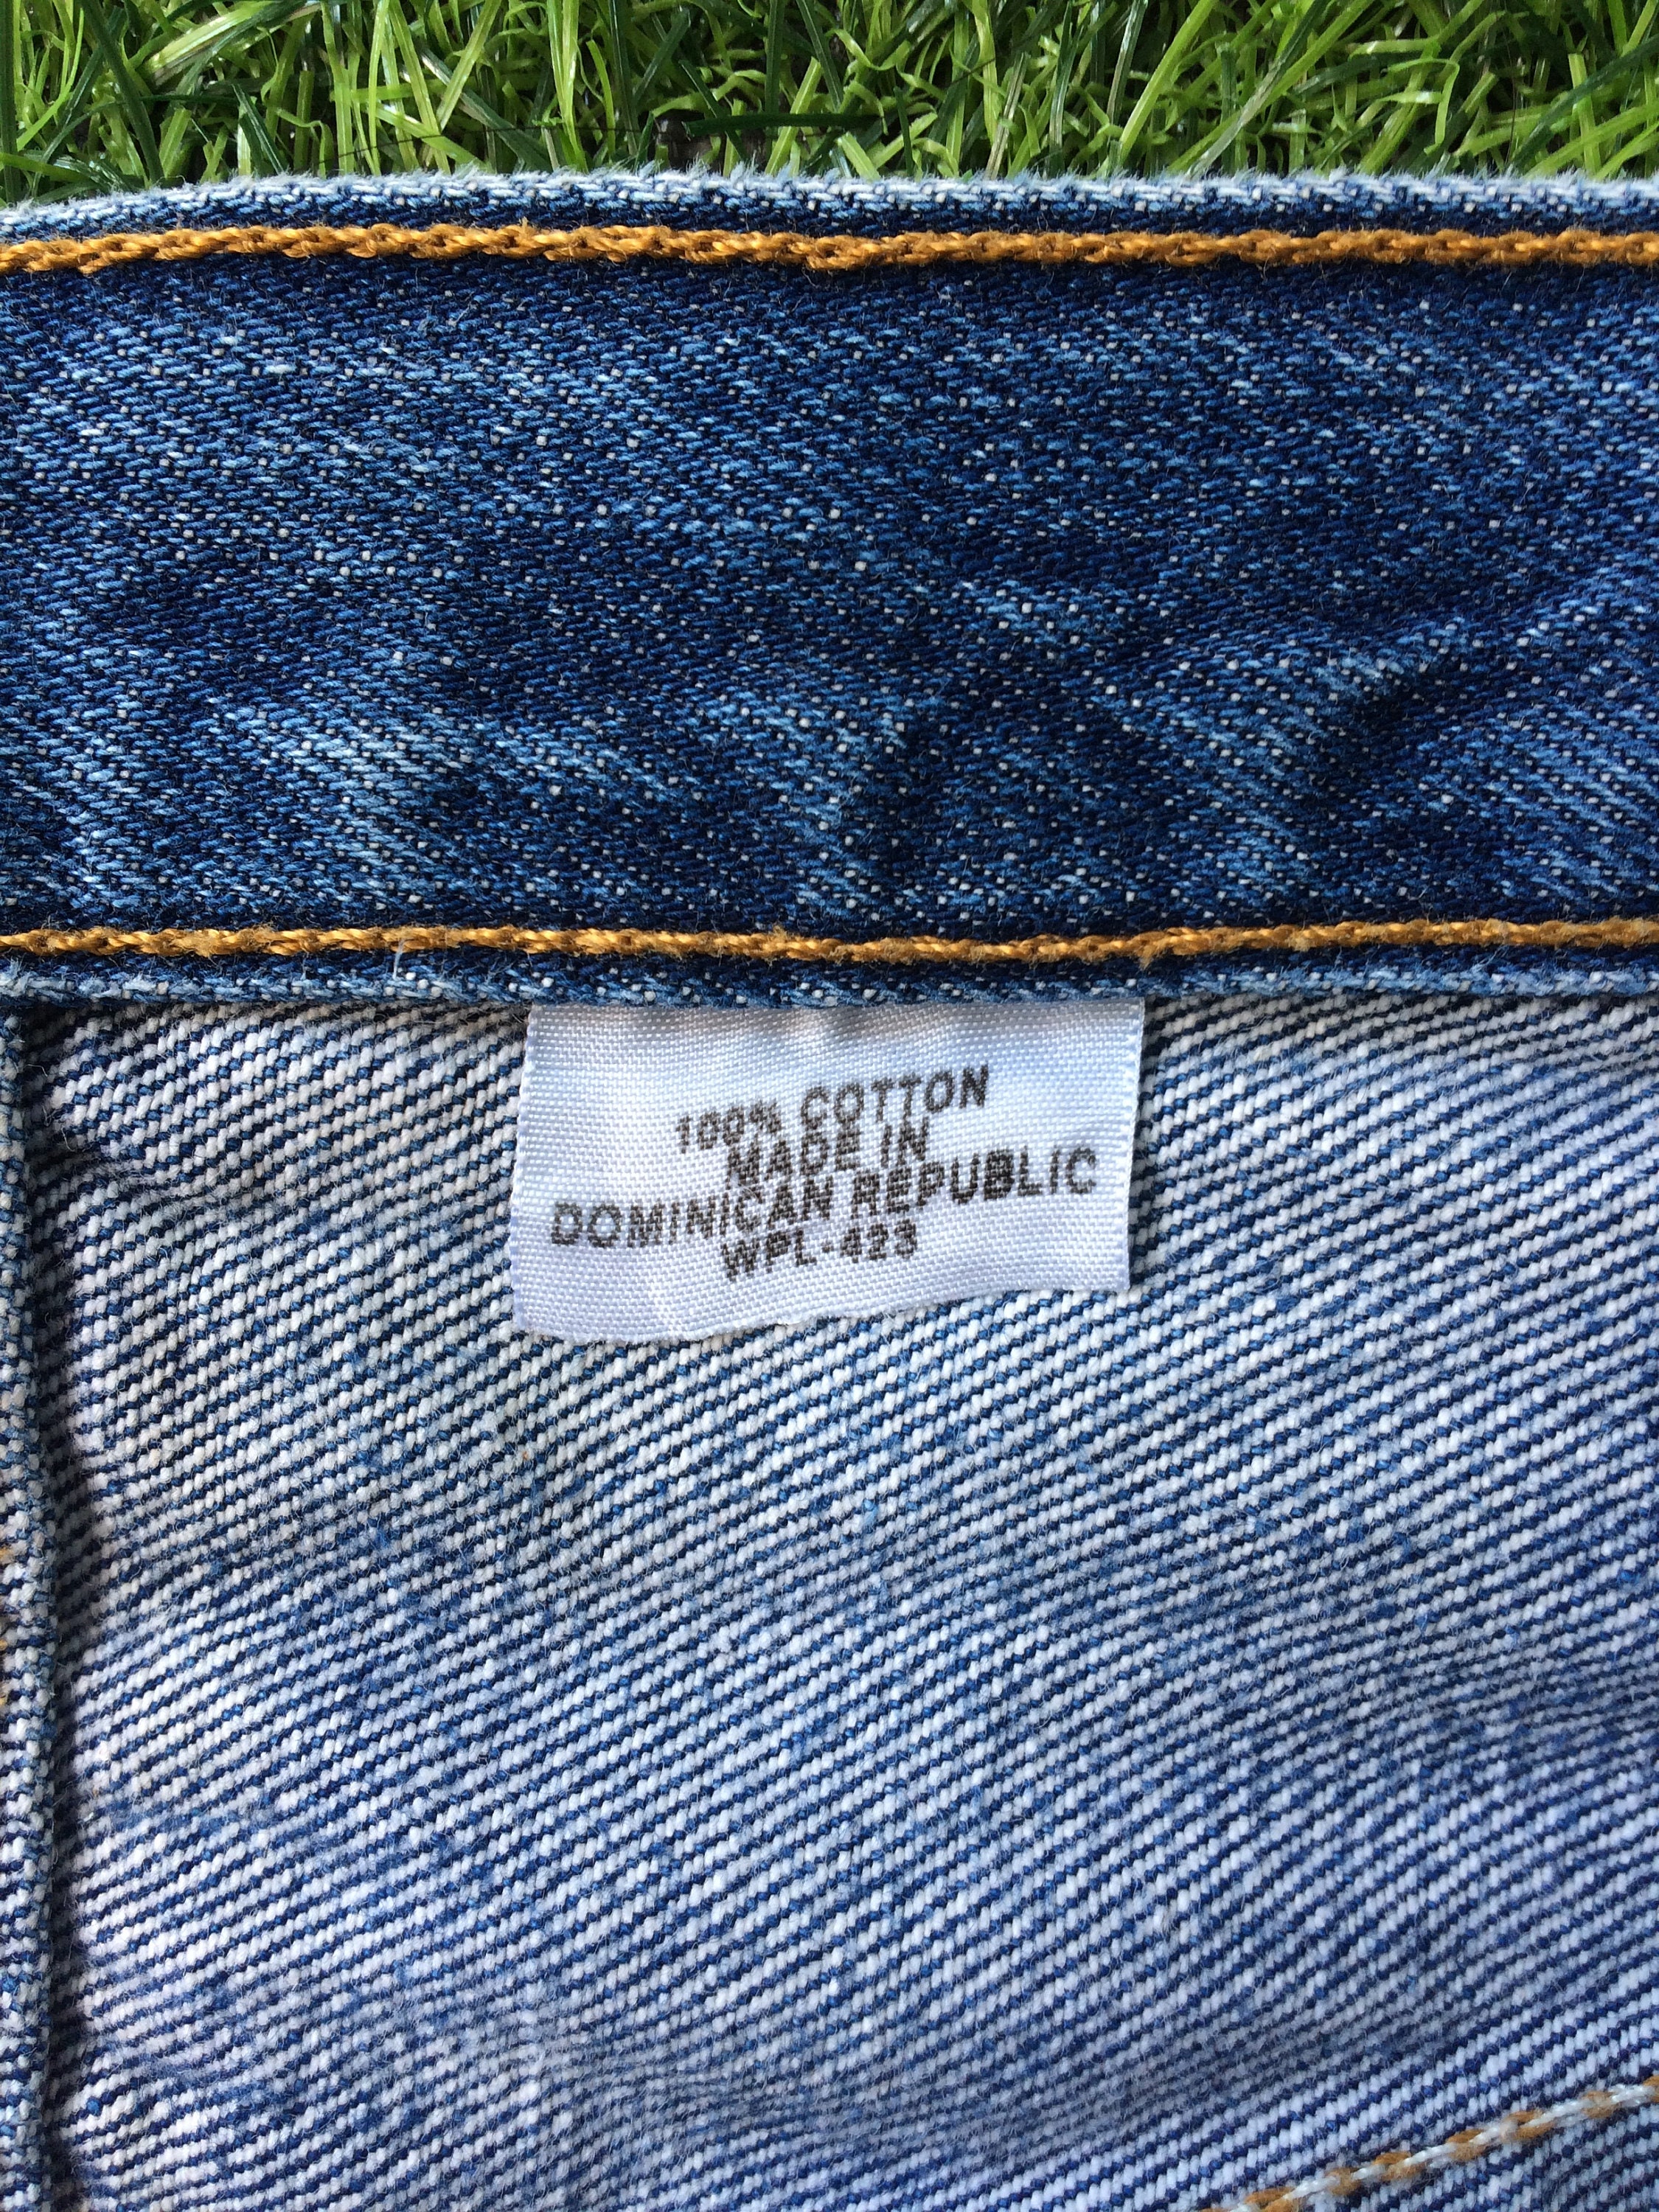 100% COTTON
MADE IN
DOMINICAN REPUBLIC
WPL-423